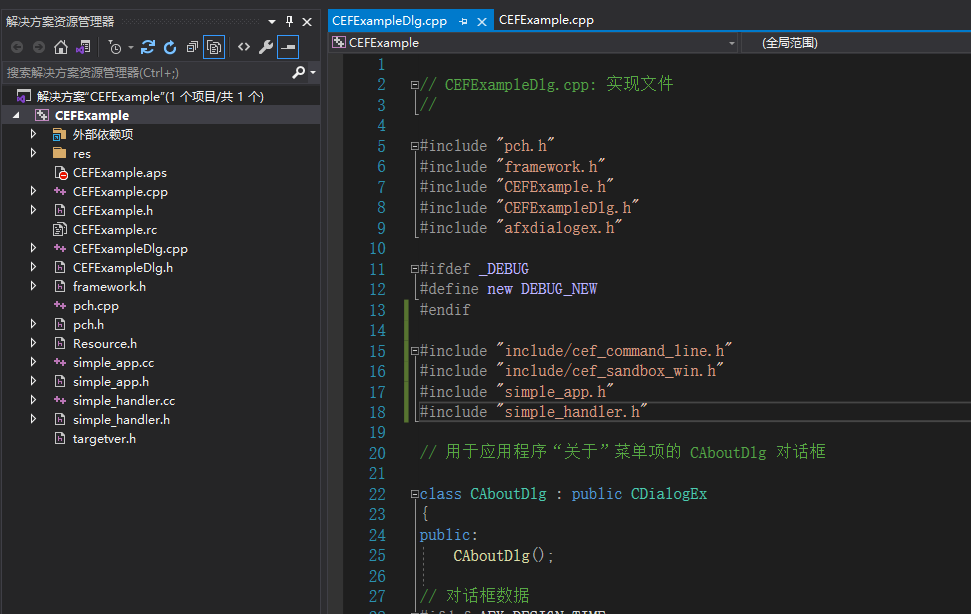 解决方案资源管理器
搜索解决方案资源管理器(Ctrl+;)
解决方案"CEFExample"(1 个项目/共 1 个)
CEFExample
外部依赖项
res
CEFExample.aps
CEFExample.cpp
CEFExample.h
CEFExample.rc
CEFExampleDlg.cpp
CEFExampleDlg.h
framework.h
pch.cpp
pch.h
Resource.h
simple_app.cc
simple_app.h
simple_handler.cc
simple_handler.h
targetver.h
CEFExampleDlg.cpp CEFExample.cpp
CEFExample (全局范围)
1
2 // CEFExampleDlg.cpp: 实现文件
3 //
4
5 #include "pch.h"
6 #include "framework.h"
7 #include "CEFExample.h"
8 #include "CEFExampleDlg.h"
9 #include "afxdialogex.h"
10
11 #ifdef _DEBUG
12 #define new DEBUG_NEW
13 #endif
14
15 #include "include/cef_command_line.h"
16 #include "include/cef_sandbox_win.h"
17 #include "simple_app.h"
18 #include "simple_handler.h"
19
20 // 用于应用程序“关于”菜单项的 CAboutDlg 对话框
21
22 class CAboutDlg : public CDialogEx
23 {
24 public:
25 CAboutDlg();
26
27 // 对话框数据
28 #ifdef AFX_DESIGN_TIME